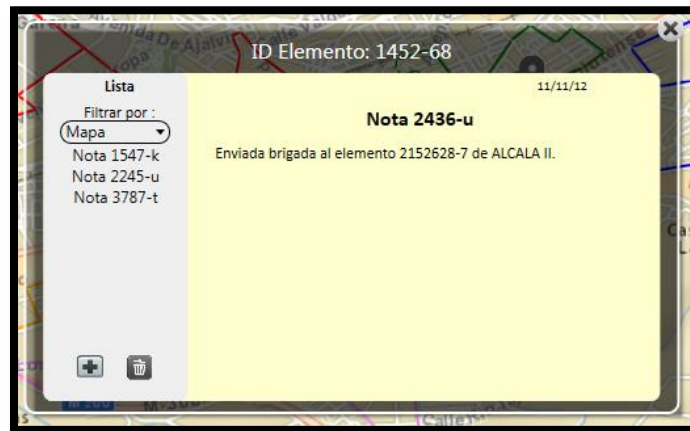 ID Elemento: 1452-68
Lista
Filtrar por :
Mapa
Nota 1547-k
Nota 2245-u
Nota 3787-t
11/11/12
Nota 2436-u
Enviada brigada al elemento 2152628-7 de ALCALA II.